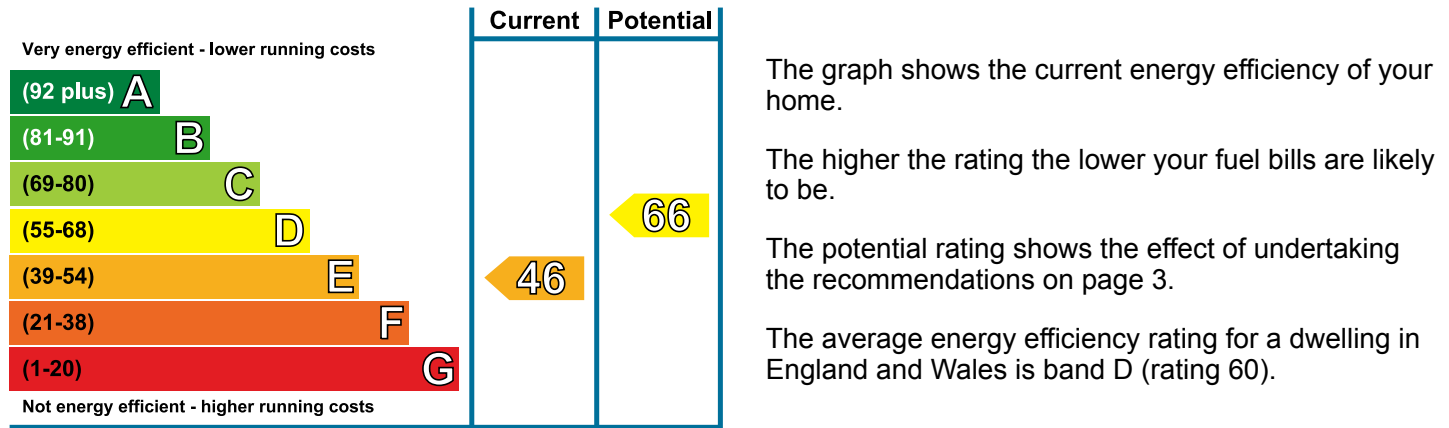 Current Potential
Very energy efficient - lower running costs
(92 plus) A
(81-91) B
(69-80) C
(55-68) D
66
(39-54) E
46
(21-38) F
(1-20) G
Not energy efficient - higher running costs
The graph shows the current energy efficiency of your
home.
The higher the rating the lower your fuel bills are likely
to be.
The potential rating shows the effect of undertaking
the recommendations on page 3.
The average energy efficiency rating for a dwelling in
England and Wales is band D (rating 60).